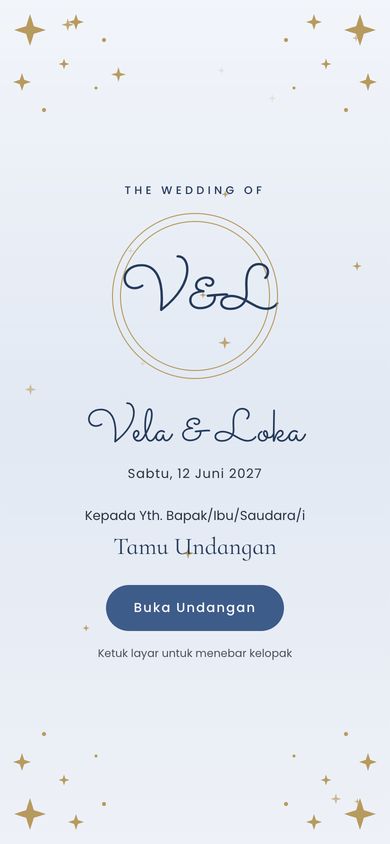 THE WEDDING OF
V&L
Vela & Loka
Sabtu, 12 Juni 2027
Kepada Yth. Bapak/Ibu/Saudara/i
Tamu Undangan
Buka Undangan
Ketuk layar untuk menebar kelopak